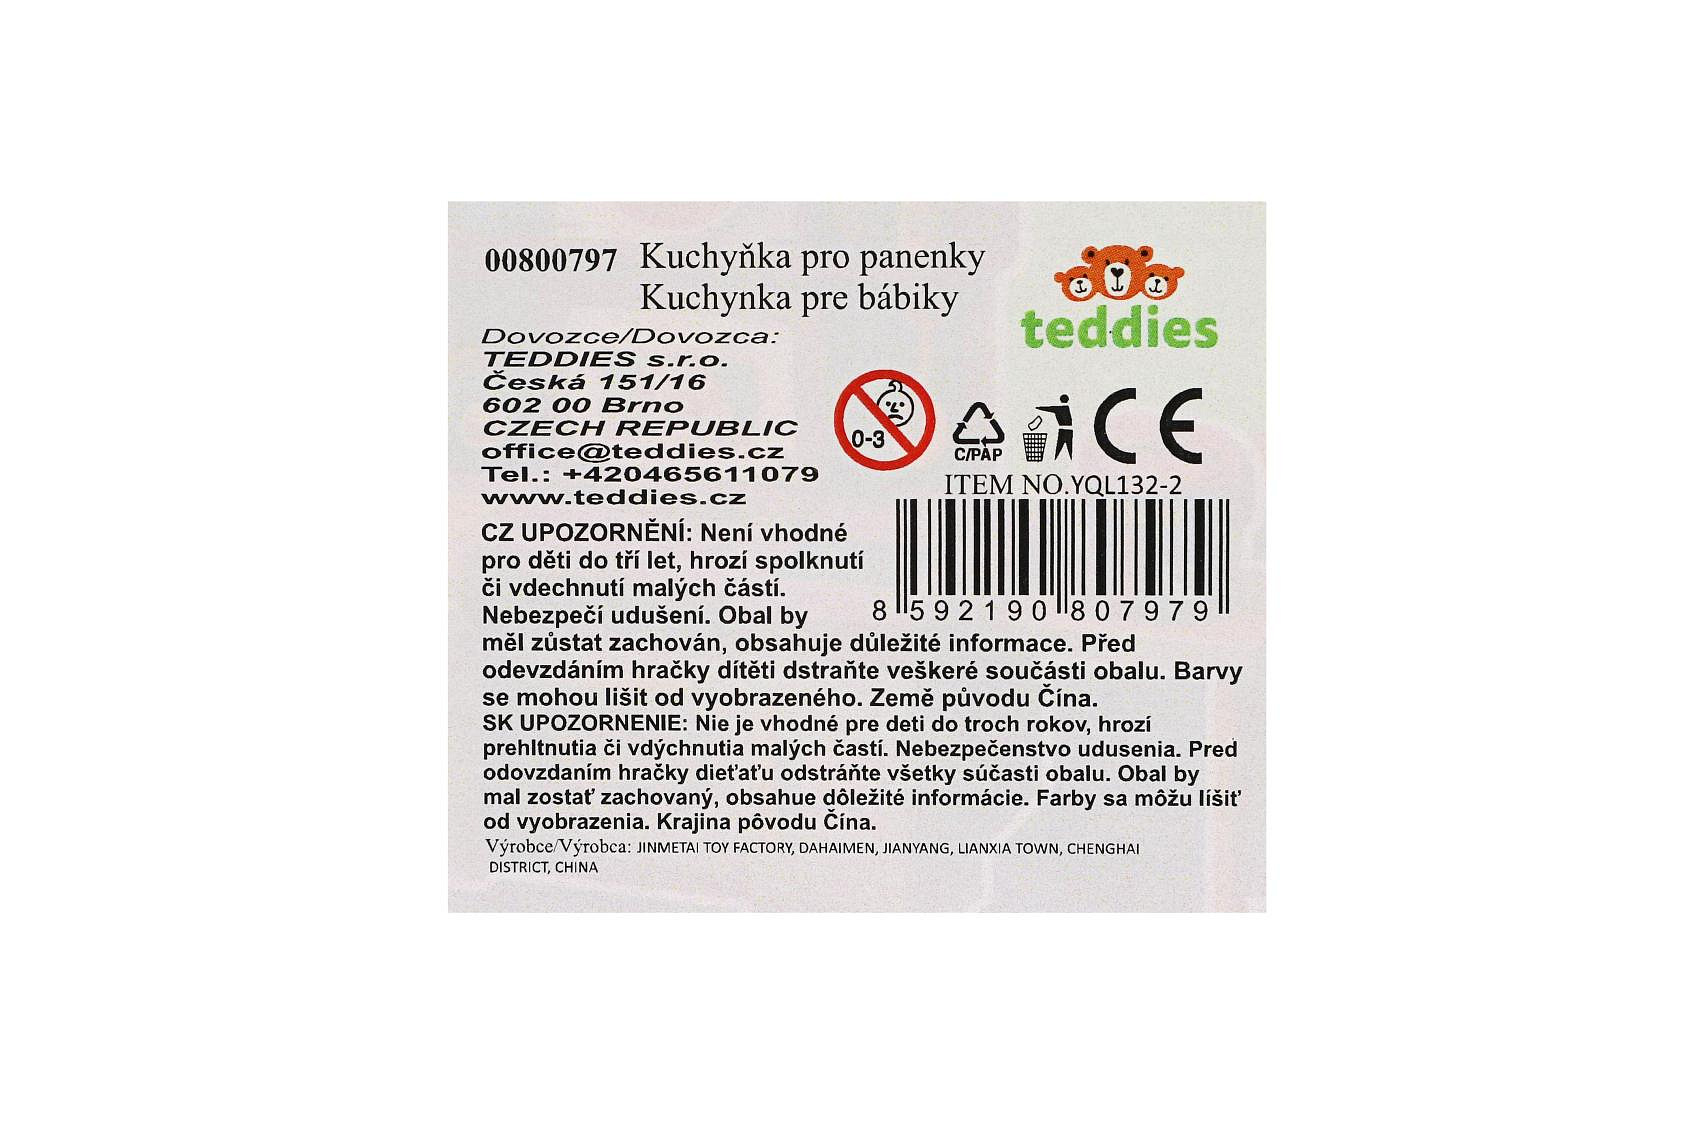 00800797 Kuchyňka pro panenky
Kuchynka pre bábiky
teddies
Dovozce/Dovozca:
TEDDIES s.r.o.
Česká 151/16
602 00 Brno
CZECH REPUBLIC
office@teddies.cz
Tel.: +420465611079
www.teddies.cz
0-3
C/PAP
CE
ITEM NO.YQL132-2
8 592190 807979
CZ UPOZORNĚNÍ: Není vhodné
pro děti do tří let, hrozí spolknutí
či vdechnutí malých částí.
Nebezpečí udušení. Obal by
měl zůstat zachován, obsahuje důležité informace. Před
odevzdáním hračky dítěti dstraňte veškeré součásti obalu. Barvy
se mohou lišit od vyobrazeného. Země původu Čína.
SK UPOZORNENIE: Nie je vhodné pre deti do troch rokov, hrozí
prehltnutia či vdýchnutia malých častí. Nebezpečenstvo udusenia. Pred
odovzdaním hračky dieťaťu odstráňte všetky súčasti obalu. Obal by
mal zostať zachovaný, obsahue dôležité informácie. Farby sa môžu líšiť
od vyobrazenia. Krajina pôvodu Čína.
Výrobce/Výrobca: JINMETAI TOY FACTORY, DAHAIMEN, JIANYANG, LIANXIA TOWN, CHENGHAI
DISTRICT, CHINA